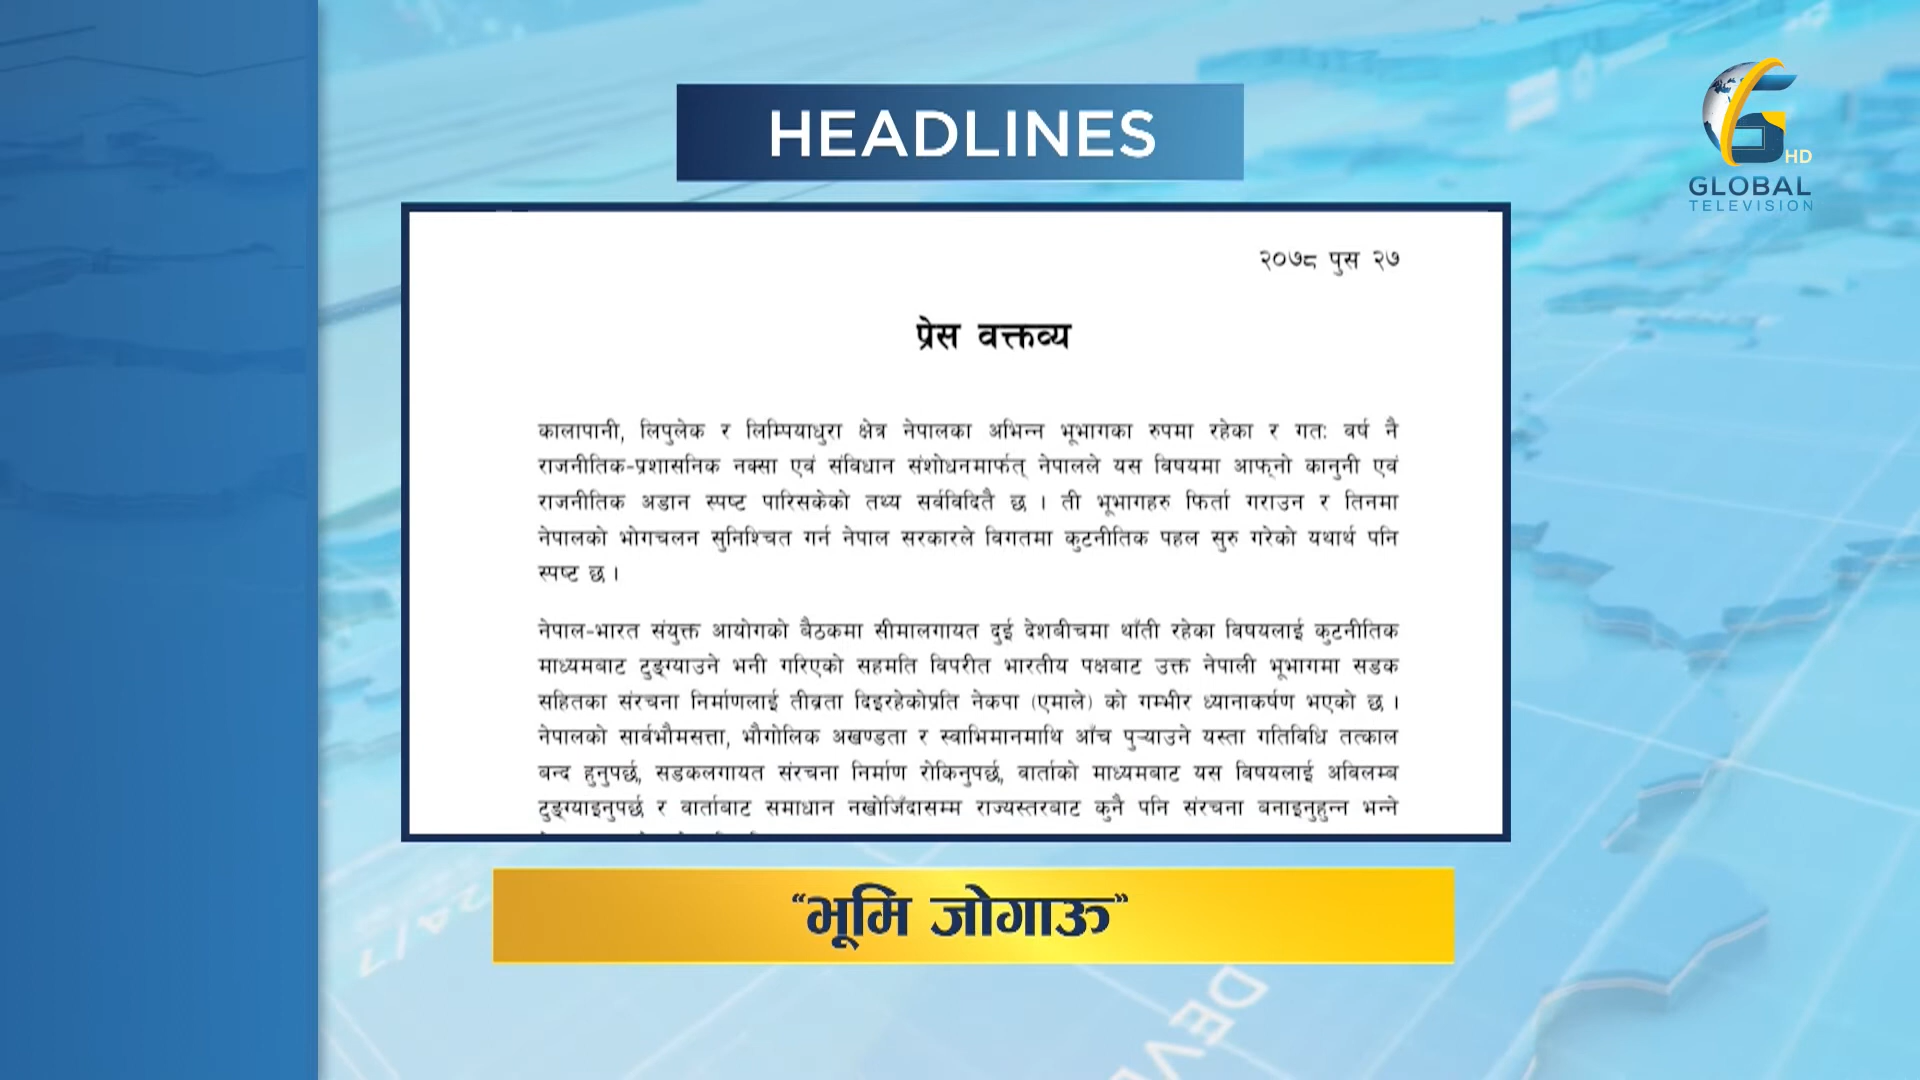 HEADLINES
HD
GLOBAL
TELEVISION
२०७८ पुस २७
प्रेस वक्तव्य
कालापानी, लिपुलेक र लिम्पियाधुरा क्षेत्र नेपालका अभिन्न भूभागका रुपमा रहेका र गतः वर्ष नै
राजनीतिक-प्रशासनिक नक्सा एवं संविधान संशोधनमार्फत् नेपालले यस विषयमा आफ्नो कानुनी एवं
राजनीतिक अडान स्पष्ट पारिसकेको तथ्य सर्वविदितै छ । ती भूभागहरु फिर्ता गराउन र तिनमा
नेपालको भोगचलन सुनिश्चित गर्न नेपाल सरकारले विगतमा कुटनीतिक पहल सुरु गरेको यथार्थ पनि
स्पष्ट छ ।
नेपाल-भारत संयुक्त आयोगको बैठकमा सीमालगायत दुई देशबीचमा थाँती रहेका विषयलाई कुटनीतिक
माध्यमबाट टुङ्ग्याउने भनी गरिएको सहमति विपरीत भारतीय पक्षबाट उक्त नेपाली भूभागमा सडक
सहितका संरचना निर्माणलाई तीव्रता दिइरहेकोप्रति नेकपा (एमाले) को गम्भीर ध्यानाकर्षण भएको छ ।
नेपालको सार्वभौमसत्ता, भौगोलिक अखण्डता र स्वाभिमानमाथि आँच पुऱ्याउने यस्ता गतिविधि तत्काल
बन्द हुनुपर्छ, सडकलगायत संरचना निर्माण रोकिनुपर्छ, वार्ताको माध्यमबाट यस विषयलाई अविलम्ब
टुङ्ग्याइनुपर्छ र वार्ताबाट समाधान नखोजिँदासम्म राज्यस्तरबाट कुनै पनि संरचना बनाइनुहुन्न भन्ने
“भूमि जोगाऊ”
24/7
DEVE